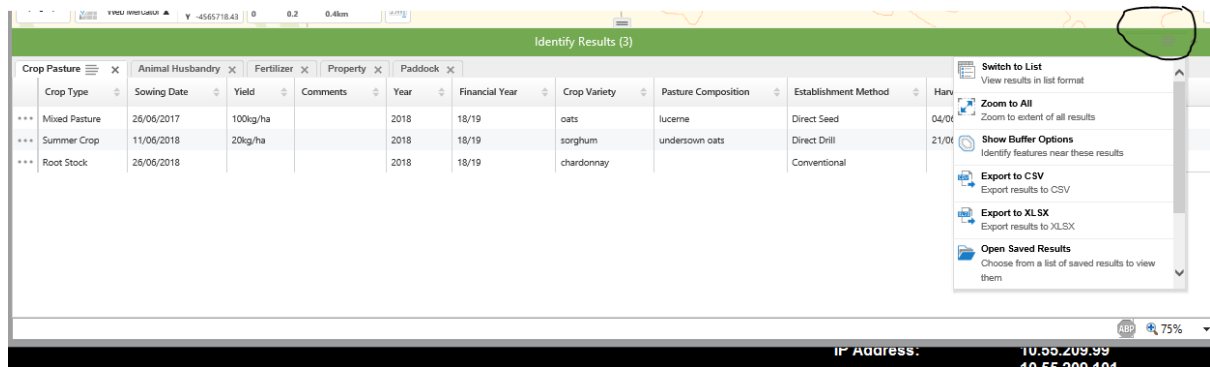 Web Mercator
Y -4565718.43
0 0.2 0.4km
Identify Results (3)
Crop Pasture Animal Husbandry Fertilizer Property Paddock
Crop Type Sowing Date Yield Comments Year Financial Year Crop Variety Pasture Composition Establishment Method
Mixed Pasture 26/06/2017 100kg/ha 2018 18/19 oats lucerne Direct Seed
Summer Crop 11/06/2018 20kg/ha 2018 18/19 sorghum undersown oats Direct Drill
Root Stock 26/06/2018 2018 18/19 chardonnay Conventional
Switch to List
View results in list format
Zoom to All
Zoom to extent of all results
Show Buffer Options
Identify features near these results
Export to CSV
Export results to CSV
Export to XLSX
Export results to XLSX
Open Saved Results
Choose from a list of saved results to view
them
ABP 75%
IP Address: 10.55.209.99
10.55.209.101